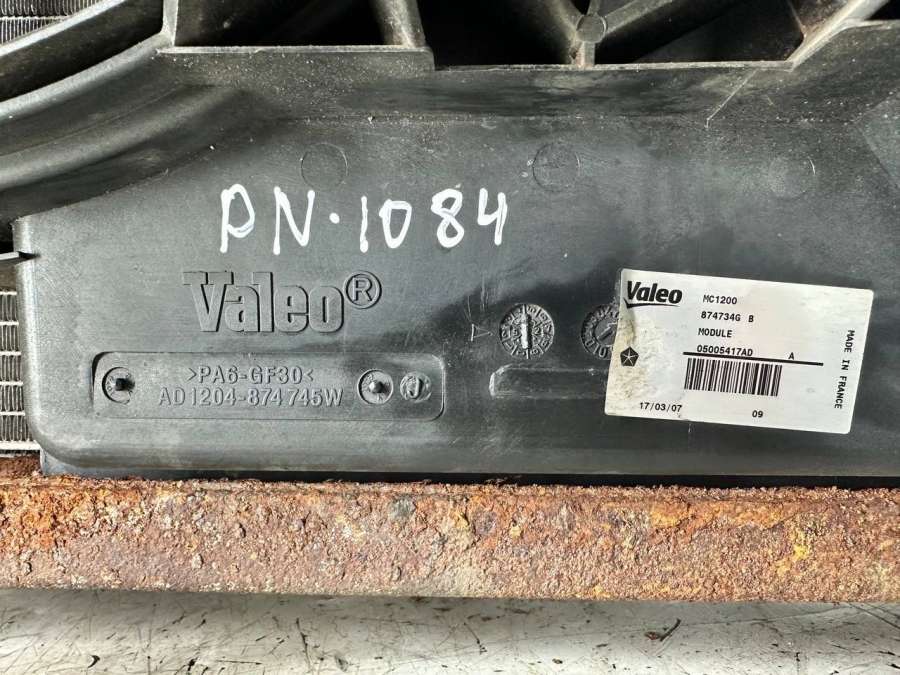 PN.1084
Valeo®
>PA6-GF30<
AD1204-874745W
Valeo
MC1200
874734G B
MODULE
05005417AD A
17/03/07 09
MADE IN FRANCE